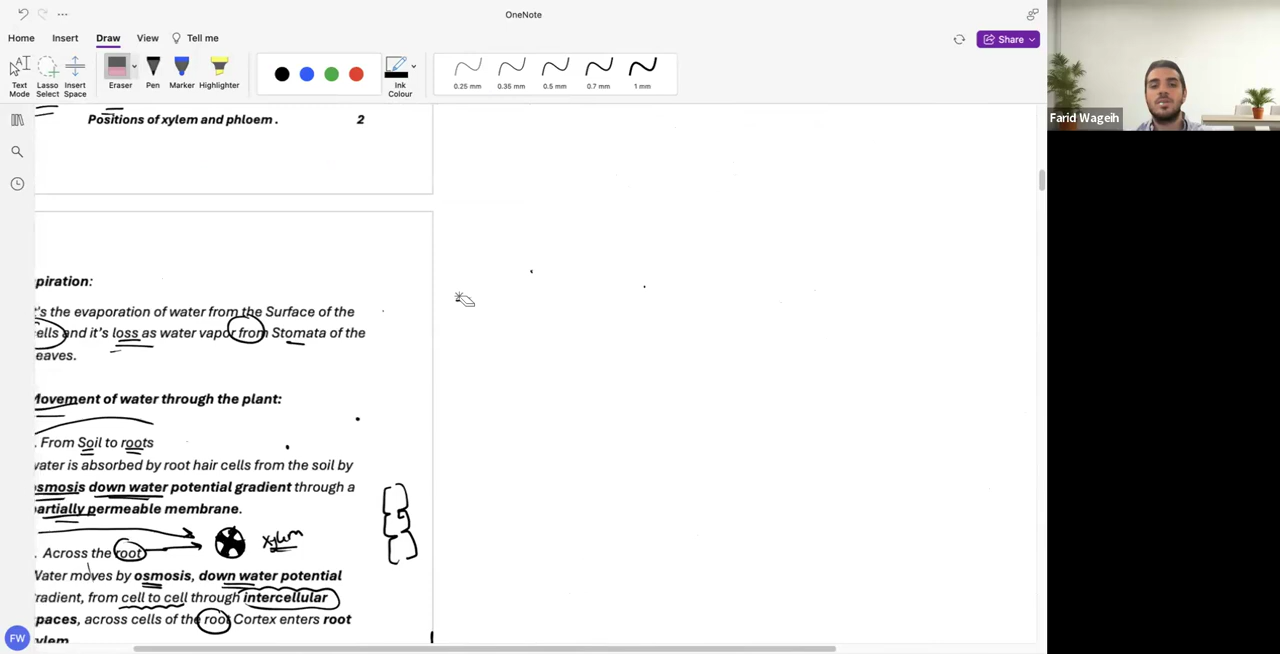 OneNote
Home Insert Draw View Tell me
Share
Text Mode
Lasso Select
Insert Space
Eraser
Pen
Marker
Highlighter
Ink Colour
0.25 mm
0.35 mm
0.5 mm
0.7 mm
1 mm
Farid Wageih
Positions of xylem and phloem . 2
piration:
t's the evaporation of water from the Surface of the
ells and it's loss as water vapor from Stomata of the
eaves.
Movement of water through the plant:
. From Soil to roots
water is absorbed by root hair cells from the soil by
osmosis down water potential gradient through a
partially permeable membrane.
xylem
. Across the root
Water moves by osmosis, down water potential
radient, from cell to cell through intercellular
paces, across cells of the root Cortex enters root
xylem
FW